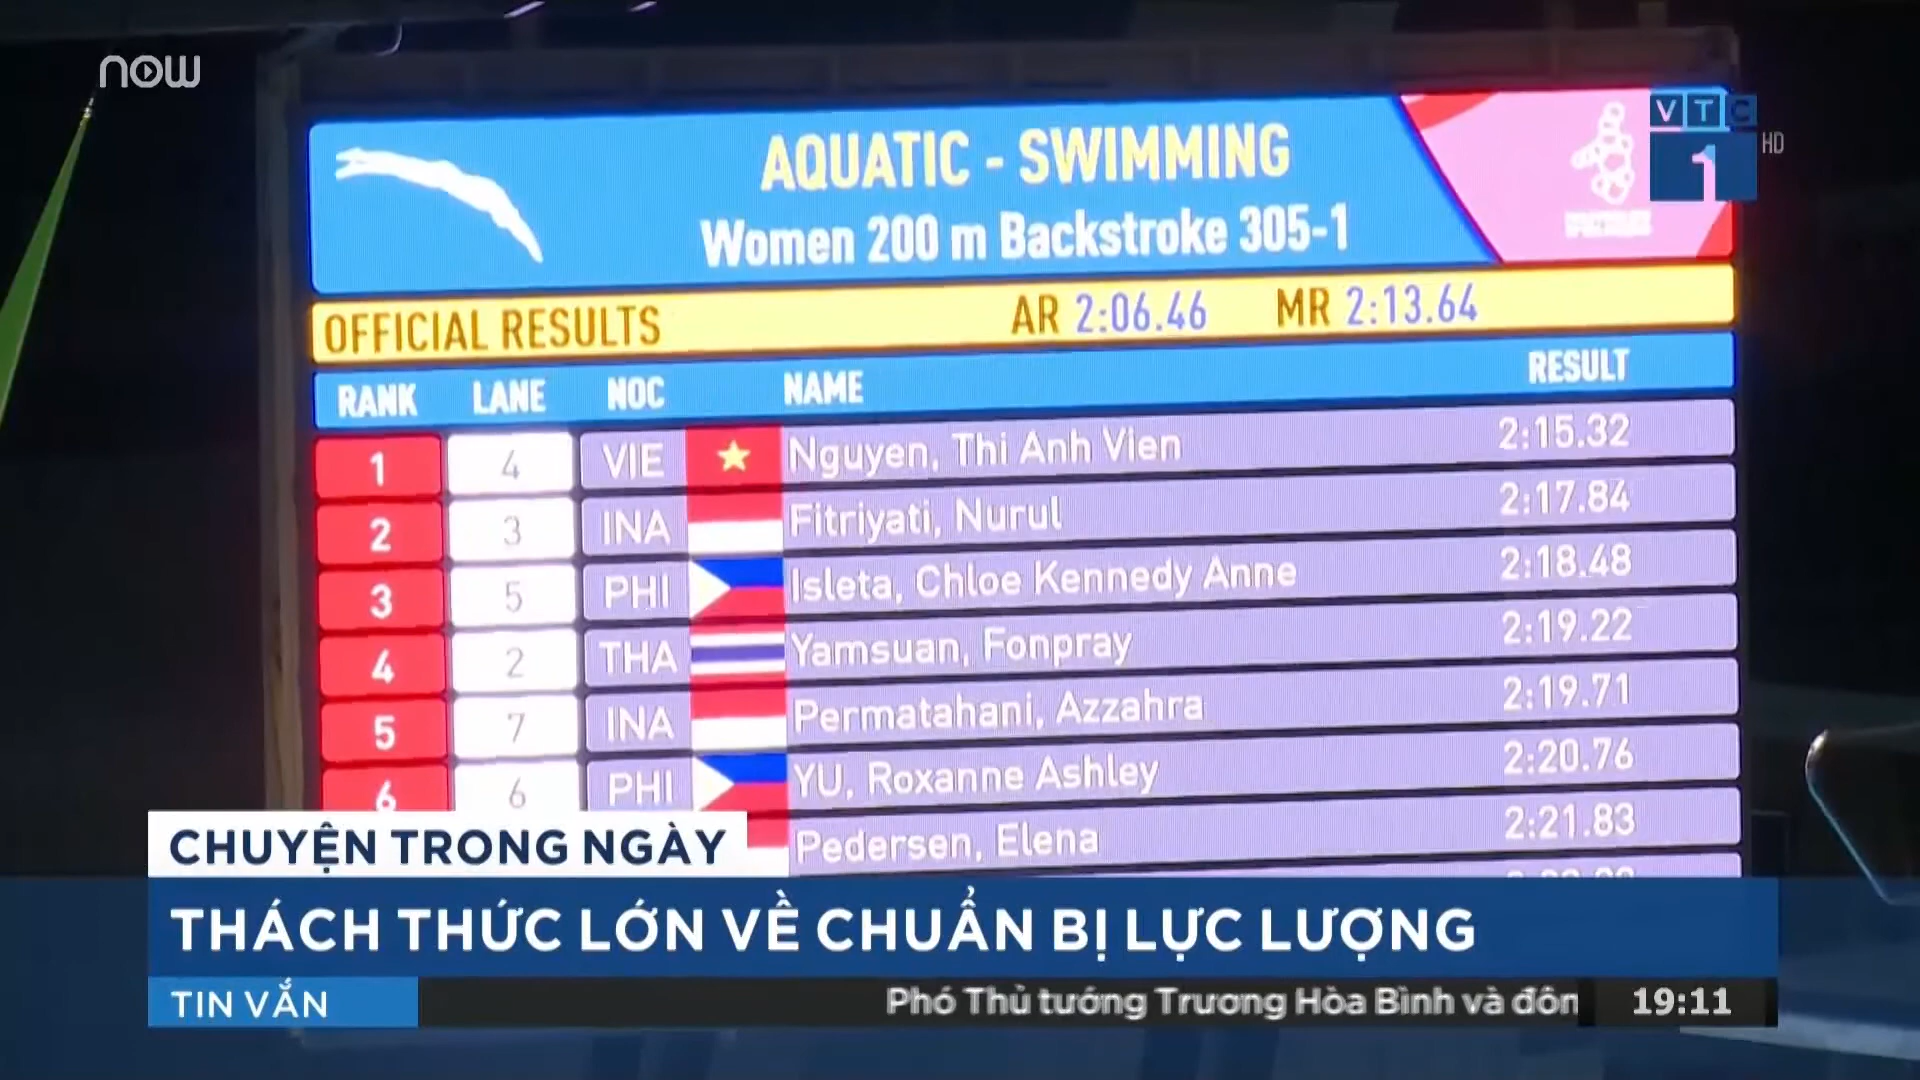 now
VTC
1
HD
AQUATIC - SWIMMING
Women 200 m Backstroke 305-1
OFFICIAL RESULTS AR 2:06.46 MR 2:13.64
RANK LANE NOC NAME RESULT
1 4 VIE Nguyen, Thi Anh Vien 2:15.32
2 3 INA Fitriyati, Nurul 2:17.84
3 5 PHI Isleta, Chloe Kennedy Anne 2:18.48
4 2 THA Yamsuan, Fonpray 2:19.22
5 7 INA Permatahani, Azzahra 2:19.71
6 6 PHI YU, Roxanne Ashley 2:20.76
Pedersen, Elena 2:21.83
CHUYỆN TRONG NGÀY
THÁCH THỨC LỚN VỀ CHUẨN BỊ LỰC LƯỢNG
TIN VẮN Phó Thủ tướng Trương Hòa Bình và đôn 19:11